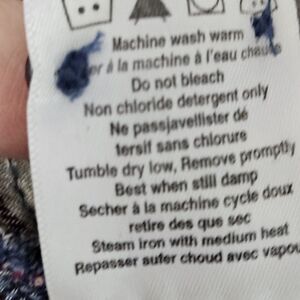 Machine wash warm
er à la machine à l'eau chaude
Do not bleach
Non chloride detergent only
Ne passjavellister dé
tersif sans chlorure
Tumble dry low, Remove promptly
Best when still damp
Secher à la machine cycle doux
retire des que sec
Steam iron with medium heat
Repasser aufer choud avec vapou